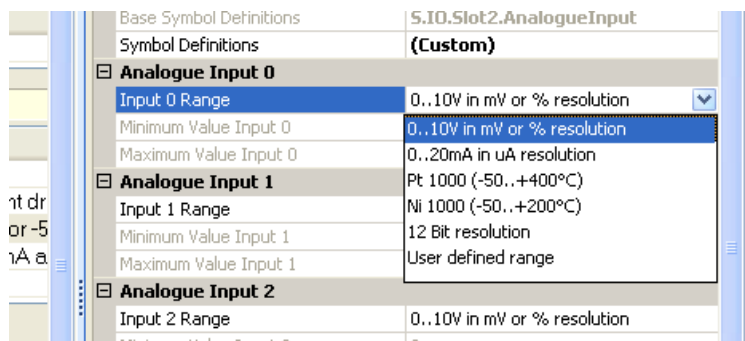 Base Symbol Definitions S.IO.Slot2.AnalogueInput
Symbol Definitions (Custom)
Analogue Input 0
Input 0 Range 0..10V in mV or % resolution
Minimum Value Input 0 0..10V in mV or % resolution
Maximum Value Input 0 0..20mA in uA resolution
Analogue Input 1 Pt 1000 (-50..+400°C)
nt dr Input 1 Range Ni 1000 (-50..+200°C)
or -5 Minimum Value Input 1 12 Bit resolution
Maximum Value Input 1 User defined range
Analogue Input 2
Input 2 Range 0..10V in mV or % resolution